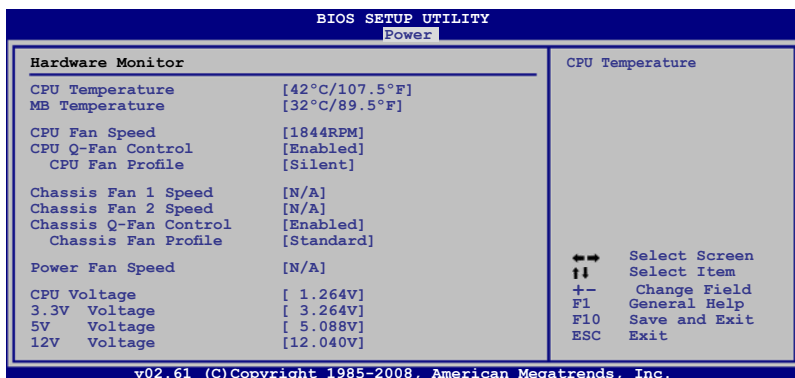 BIOS SETUP UTILITY
Power
Hardware Monitor
CPU Temperature [42°C/107.5°F]
MB Temperature [32°C/89.5°F]
CPU Fan Speed [1844RPM]
CPU Q-Fan Control [Enabled]
CPU Fan Profile [Silent]
Chassis Fan 1 Speed [N/A]
Chassis Fan 2 Speed [N/A]
Chassis Q-Fan Control [Enabled]
Chassis Fan Profile [Standard]
Power Fan Speed [N/A]
CPU Voltage [ 1.264V]
3.3V Voltage [ 3.264V]
5V Voltage [ 5.088V]
12V Voltage [12.040V]
CPU Temperature
←→ Select Screen
↑↓ Select Item
+- Change Field
F1 General Help
F10 Save and Exit
ESC Exit
v02.61 (C)Copyright 1985-2008, American Megatrends, Inc.